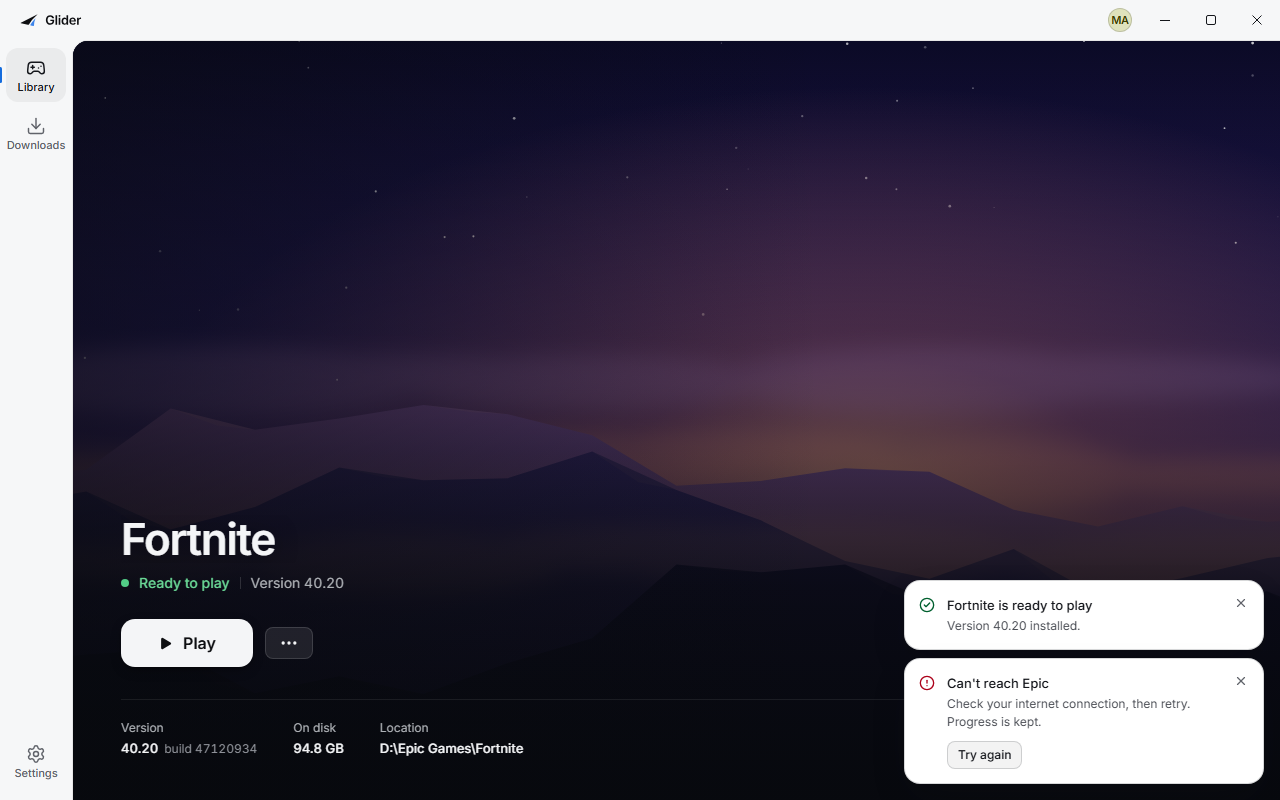 Glider
MA
Library
Downloads
Settings
Fortnite
Ready to play
Version 40.20
Play
Version
40.20 build 47120934
On disk
94.8 GB
Location
D:\Epic Games\Fortnite
Fortnite is ready to play
Version 40.20 installed.
Can't reach Epic
Check your internet connection, then retry.
Progress is kept.
Try again